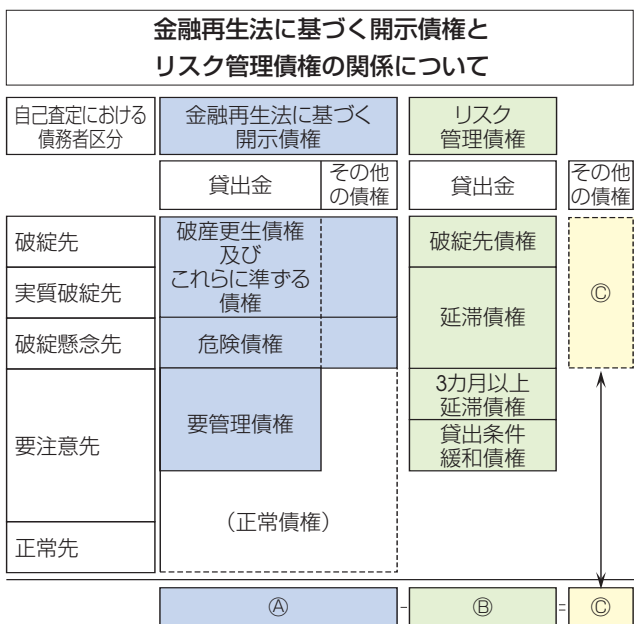 金融再生法に基づく開示債権と
リスク管理債権の関係について
自己査定における
債務者区分
金融再生法に基づく
開示債権
リスク
管理債権
貸出金
その他
の債権
貸出金
その他
の債権
破綻先
実質破綻先
破綻懸念先
要注意先
正常先
破産更生債権
及び
これらに準ずる
債権
危険債権
要管理債権
（正常債権）
破綻先債権
延滞債権
3カ月以上
延滞債権
貸出条件
緩和債権
Ⓒ
Ⓐ - Ⓑ = Ⓒ